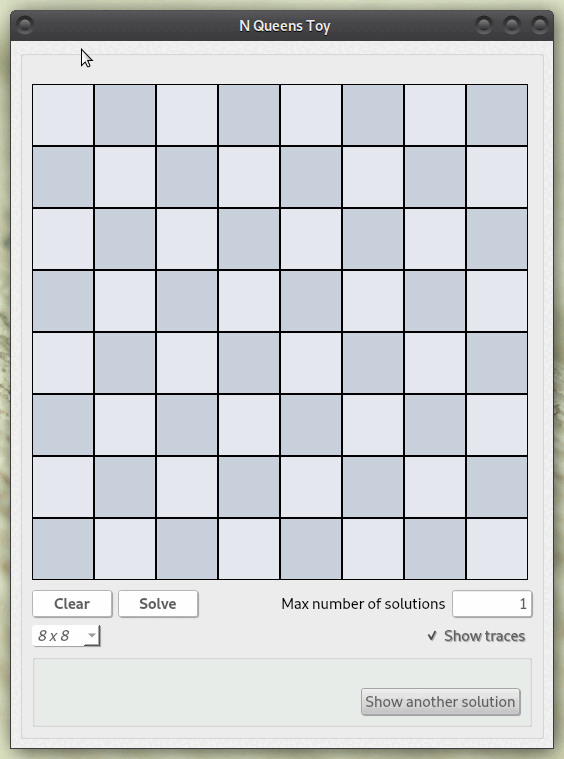 N Queens Toy
Clear Solve Max number of solutions 1
8 x 8 Show traces
Show another solution